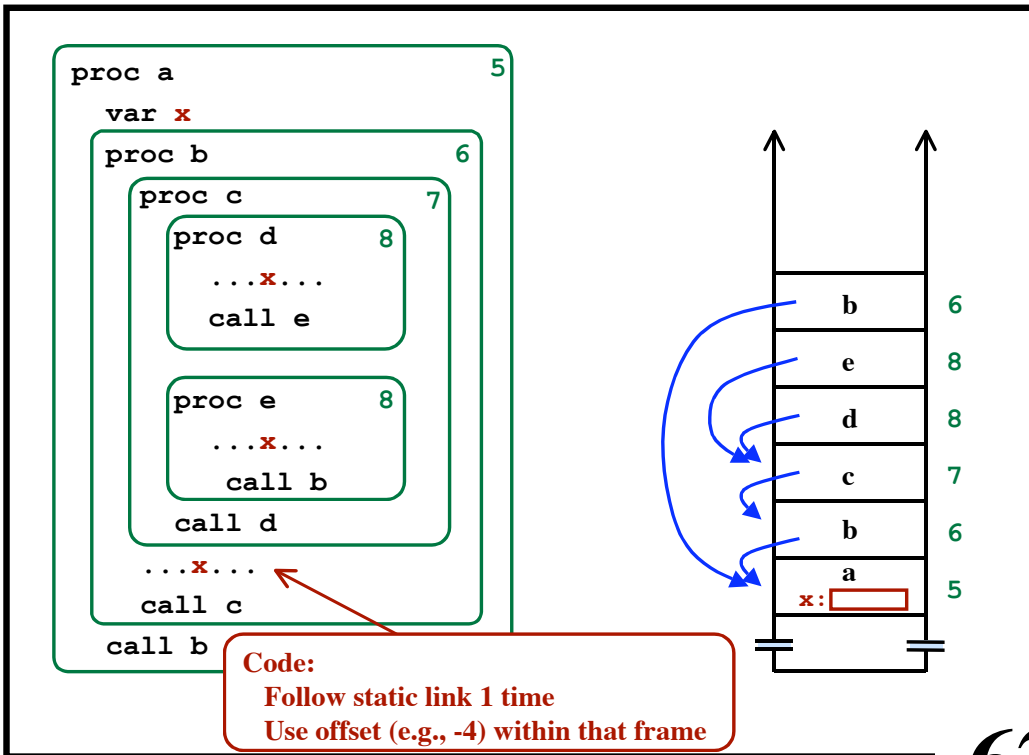 proc a 5
var x
proc b 6
proc c 7
proc d 8
...x...
call e
proc e 8
...x...
call b
call d
...x...
call c
call b
Code:
Follow static link 1 time
Use offset (e.g., -4) within that frame
b 6
e 8
d 8
c 7
b 6
a 5
x: